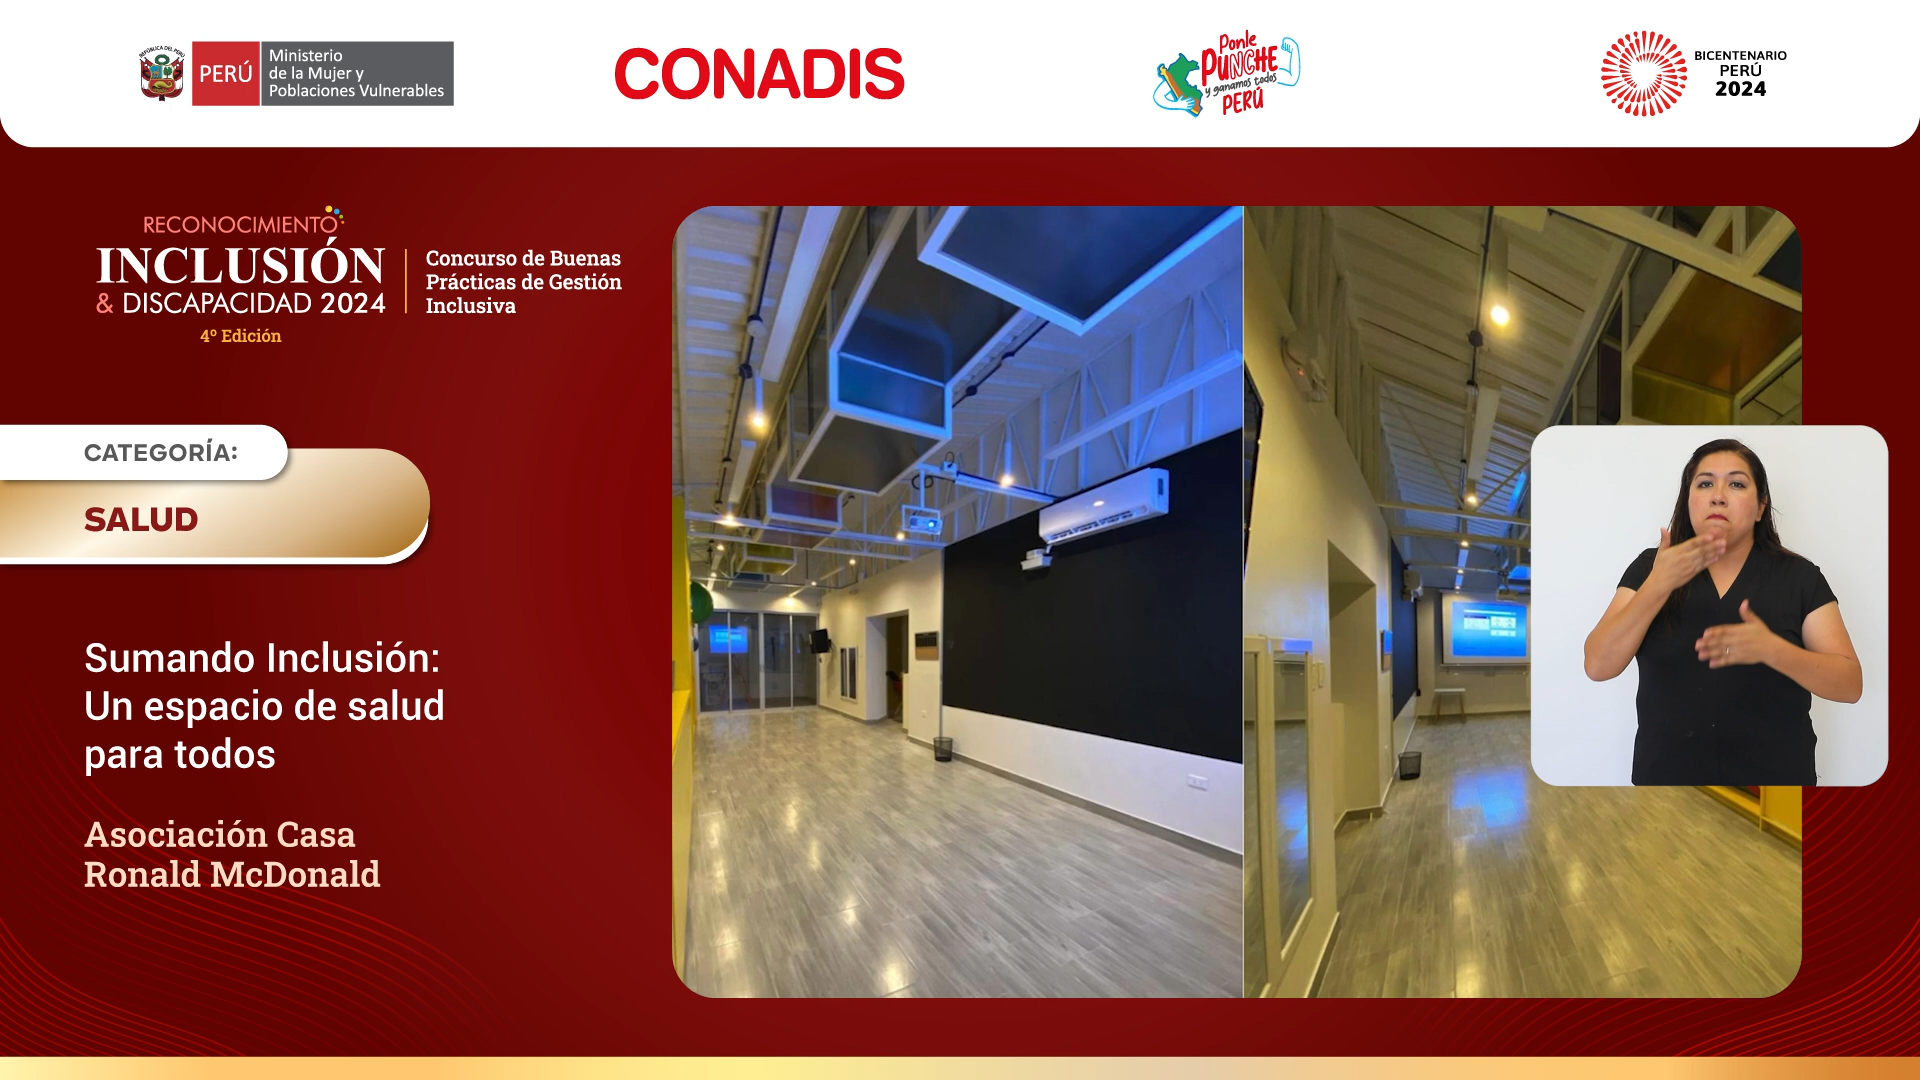 REPÚBLICA DEL PERÚ
PERÚ
Ministerio
de la Mujer y
Poblaciones Vulnerables
CONADIS
Ponle
PUNCHE
y ganamos todos
PERÚ
BICENTENARIO
PERÚ
2024
RECONOCIMIENTO
INCLUSIÓN
& DISCAPACIDAD 2024
4º Edición
Concurso de Buenas
Prácticas de Gestión
Inclusiva
CATEGORÍA:
SALUD
Sumando Inclusión:
Un espacio de salud
para todos
Asociación Casa
Ronald McDonald